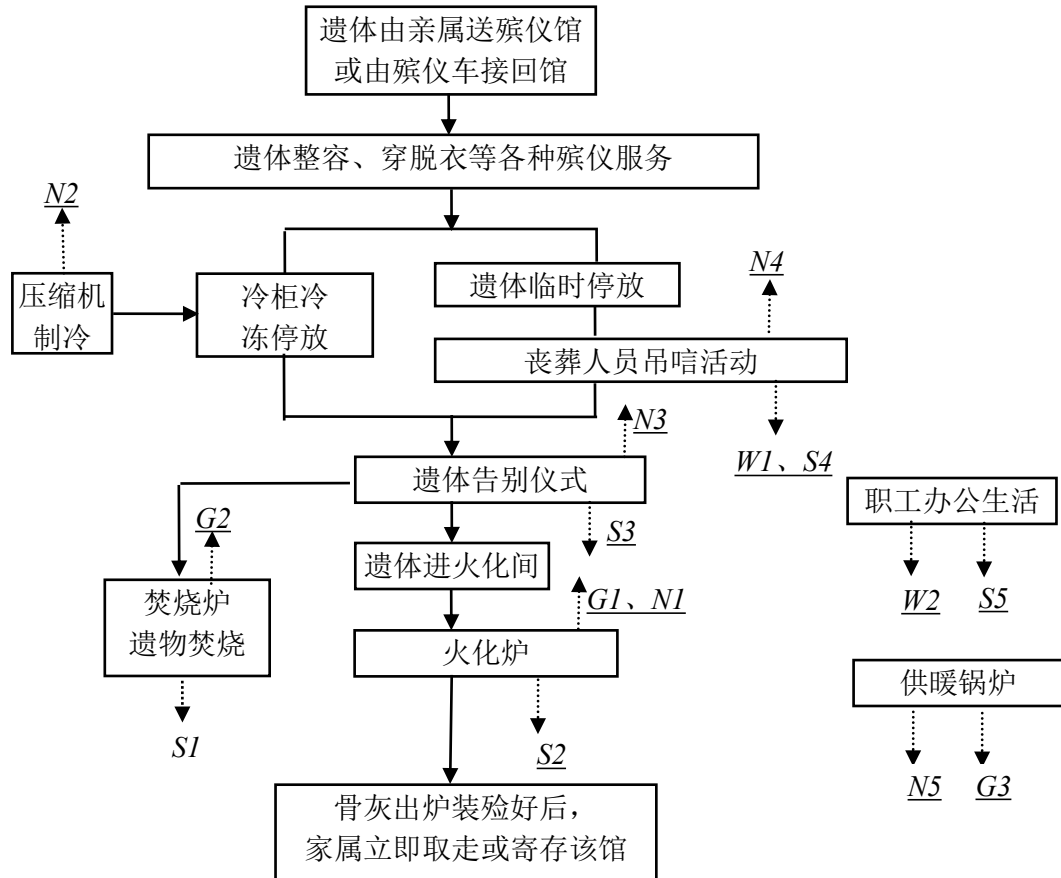 遗体由亲属送殡仪馆
或由殡仪车接回馆
遗体整容、穿脱衣等各种殡仪服务
N2
压缩机
制冷
冷柜冷
冻停放
遗体临时停放
N4
丧葬人员吊唁活动
N3
W1、S4
遗体告别仪式
G2
S3
职工办公生活
W2
S5
遗体进火化间
焚烧炉
遗物焚烧
G1、N1
火化炉
S1
S2
供暖锅炉
N5
G3
骨灰出炉装殓好后，
家属立即取走或寄存该馆